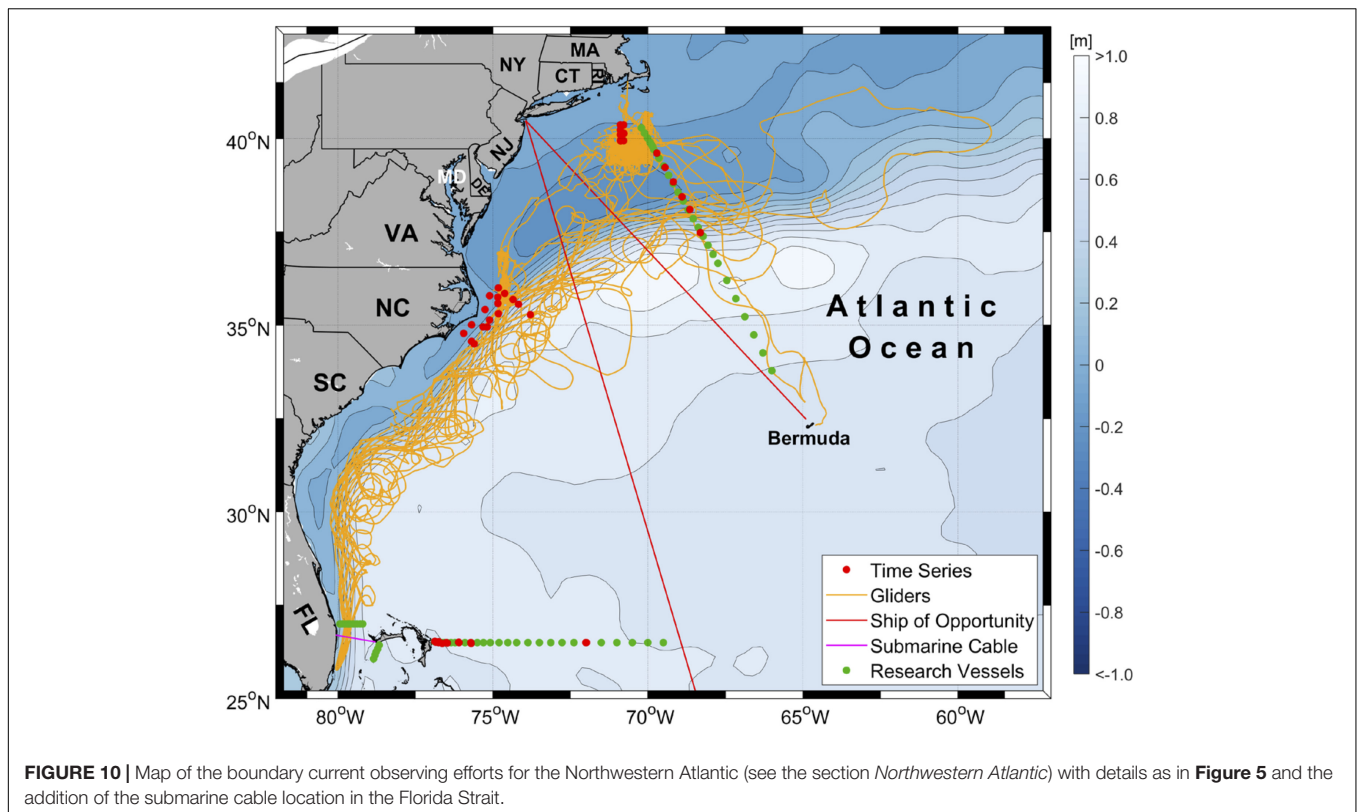 [m]
>1.0
0.8
0.6
0.4
0.2
0
-0.2
-0.4
-0.6
-0.8
<-1.0
40°N
35°N
30°N
25°N
80°W
75°W
70°W
65°W
60°W
MA
NY
CT
RI
NJ
MD
DE
VA
NC
SC
FL
Atlantic
Ocean
Bermuda
Time Series
Gliders
Ship of Opportunity
Submarine Cable
Research Vessels
FIGURE 10 | Map of the boundary current observing efforts for the Northwestern Atlantic (see the section Northwestern Atlantic) with details as in Figure 5 and the
addition of the submarine cable location in the Florida Strait.